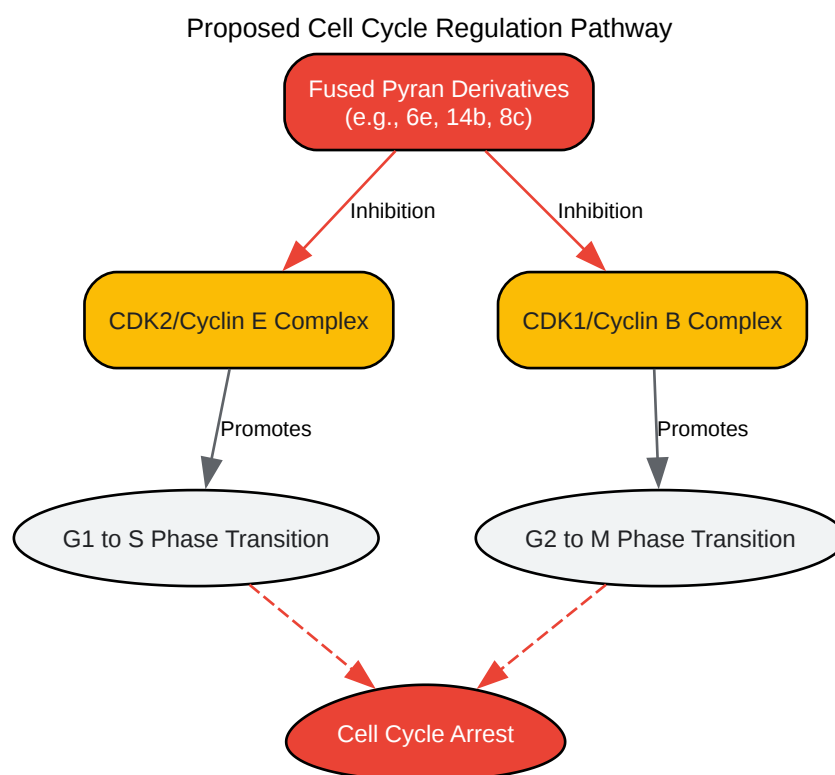 Proposed Cell Cycle Regulation Pathway
Fused Pyran Derivatives
(e.g., 6e, 14b, 8c)
Inhibition
Inhibition
CDK2/Cyclin E Complex
CDK1/Cyclin B Complex
Promotes
Promotes
G1 to S Phase Transition
G2 to M Phase Transition
Cell Cycle Arrest